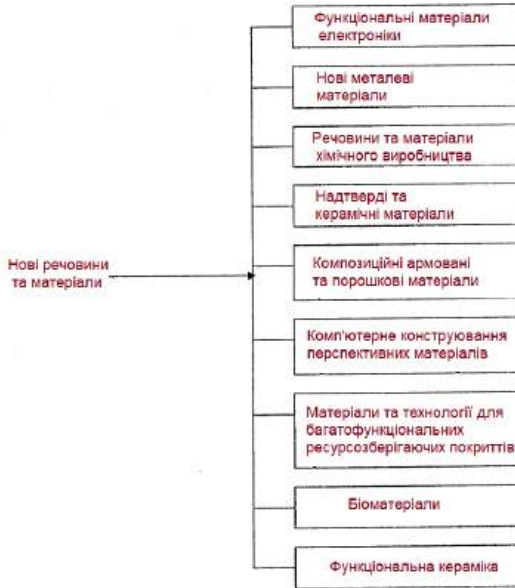 Функціональні матеріали
електроніки
Нові металеві
матеріали
Речовини та матеріали
хімічного виробництва
Надтверді та
керамічні матеріали
Нові речовини
та матеріали
Композиційні армовані
та порошкові матеріали
Комп'ютерне конструювання
перспективних матеріалів
Матеріали та технології для
багатофункціональних
ресурсозберігаючих покриттів
Біоматеріали
Функціональна кераміка